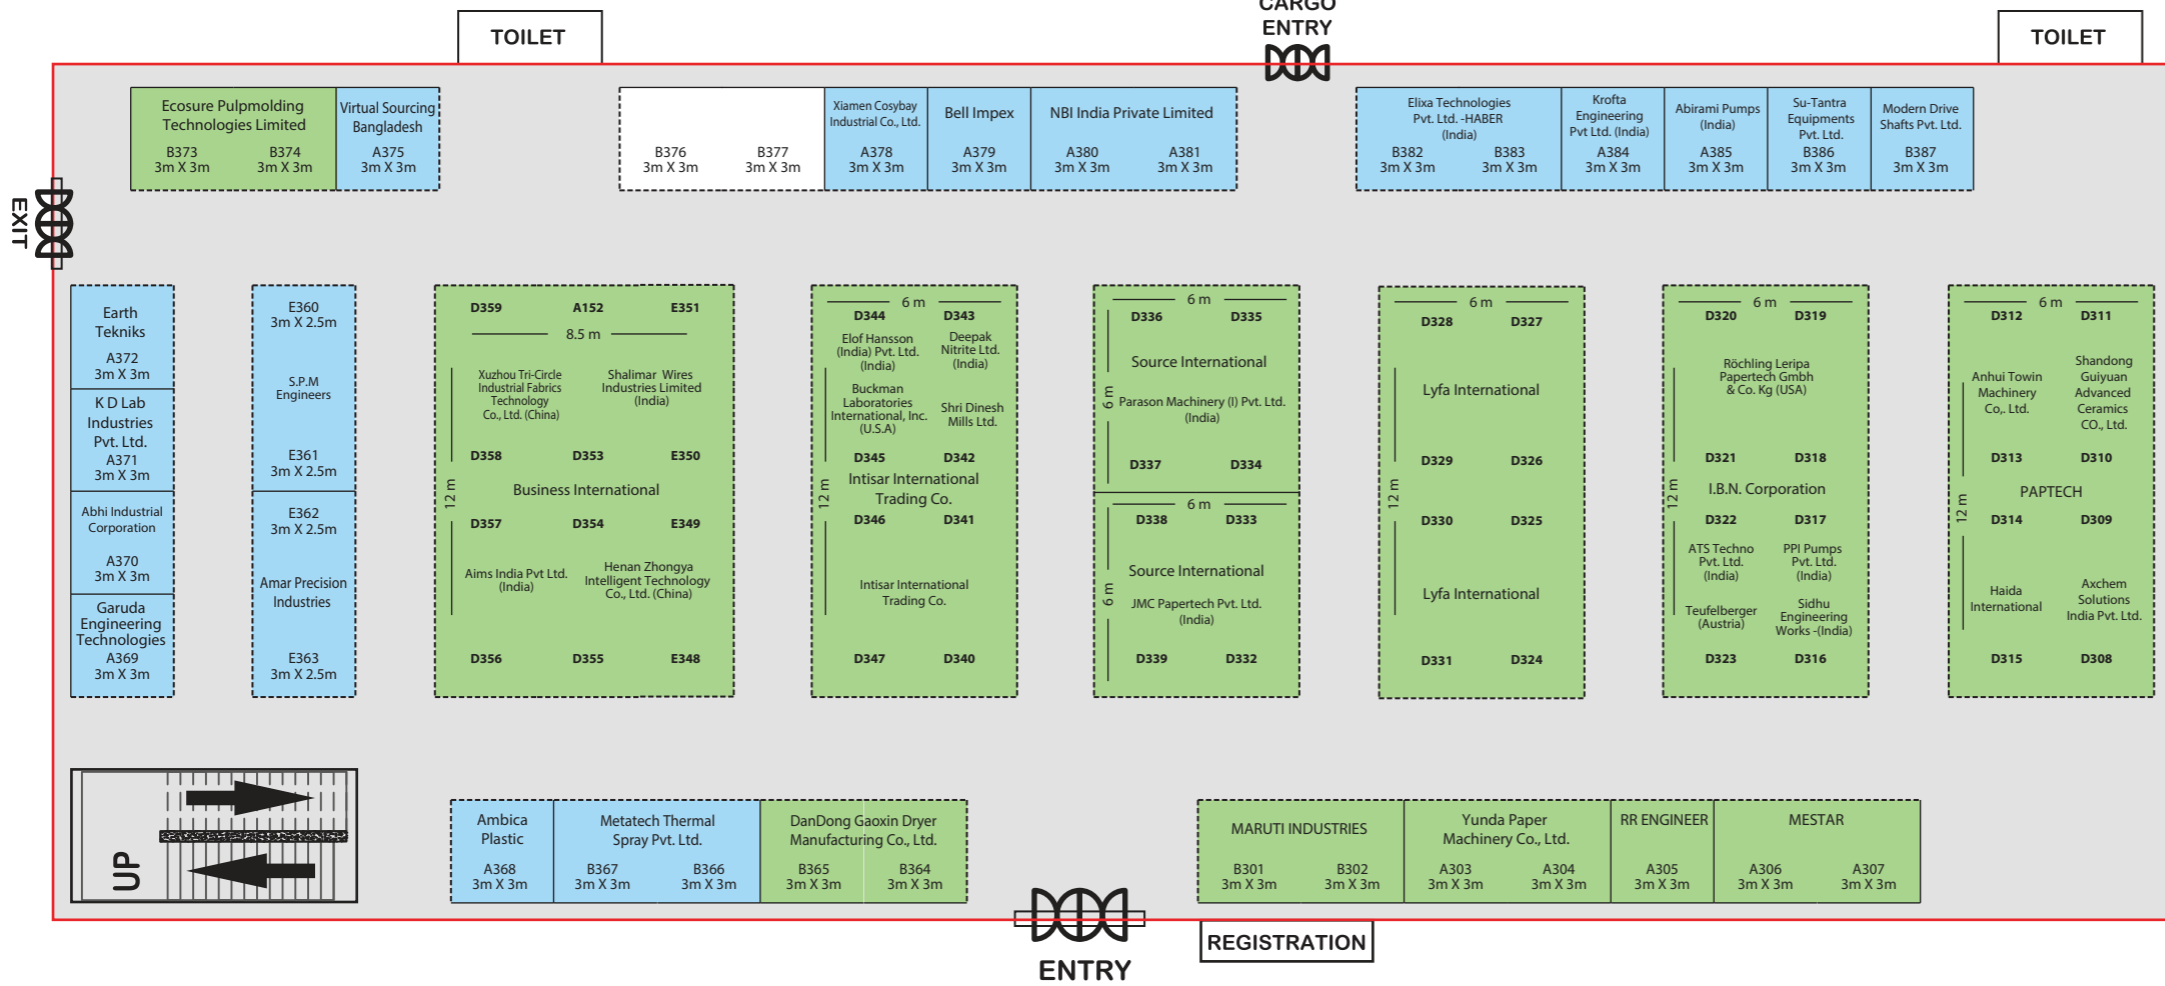 CARGO
ENTRY
TOILET
TOILET
Ecosure Pulpmolding
Technologies Limited
B373
3m X 3m
B374
3m X 3m
Virtual Sourcing
Bangladesh
A375
3m X 3m
B376
3m X 3m
B377
3m X 3m
Xiamen Cosybay
Industrial Co., Ltd.
A378
3m X 3m
Bell Impex
A379
3m X 3m
NBI India Private Limited
A380
3m X 3m
A381
3m X 3m
Elixa Technologies
Pvt. Ltd. -HABER
(India)
B382
3m X 3m
B383
3m X 3m
Krofta
Engineering
Pvt Ltd. (India)
A384
3m X 3m
Abirami Pumps
(India)
A385
3m X 3m
Su-Tantra
Equipments
Pvt. Ltd.
B386
3m X 3m
Modern Drive
Shafts Pvt. Ltd.
B387
3m X 3m
EXIT
Earth
Tekniks
A372
3m X 3m
K D Lab
Industries
Pvt. Ltd.
A371
3m X 3m
Abhi Industrial
Corporation
A370
3m X 3m
Garuda
Engineering
Technologies
A369
3m X 3m
E360
3m X 2.5m
S.P.M
Engineers
E361
3m X 2.5m
E362
3m X 2.5m
Amar Precision
Industries
E363
3m X 2.5m
D359 A152 E351
8.5 m
Xuzhou Tri-Circle
Industrial Fabrics
Technology
Co., Ltd. (China)
Shalimar Wires
Industries Limited
(India)
D358 D353 E350
12 m
Business International
D357 D354 E349
Aims India Pvt Ltd.
(India)
Henan Zhongya
Intelligent Technology
Co., Ltd. (China)
D356 D355 E348
6 m
D344 D343
Elof Hansson
(India) Pvt. Ltd.
(India)
Deepak
Nitrite Ltd.
(India)
Buckman
Laboratories
International, Inc.
(U.S.A)
Shri Dinesh
Mills Ltd.
D345 D342
12 m
Intisar International
Trading Co.
D346 D341
Intisar International
Trading Co.
D347 D340
6 m
D336 D335
Source International
6 m
Parason Machinery (I) Pvt. Ltd.
(India)
D337 D334
6 m
D338 D333
Source International
6 m
JMC Papertech Pvt. Ltd.
(India)
D339 D332
6 m
D328 D327
Lyfa International
D329 D326
12 m
D330 D325
Lyfa International
D331 D324
6 m
D320 D319
Röchling Leripa
Papertech Gmbh
& Co. Kg (USA)
D321 D318
12 m
I.B.N. Corporation
D322 D317
ATS Techno
Pvt. Ltd.
(India)
PPI Pumps
Pvt. Ltd.
(India)
Teufelberger
(Austria)
Sidhu
Engineering
Works -(India)
D323 D316
6 m
D312 D311
Anhui Towin
Machinery
Co,. Ltd.
Shandong
Guiyuan
Advanced
Ceramics
CO., Ltd.
D313 D310
12 m
PAPTECH
D314 D309
Haida
International
Axchem
Solutions
India Pvt. Ltd.
D315 D308
UP
Ambica
Plastic
A368
3m X 3m
Metatech Thermal
Spray Pvt. Ltd.
B367
3m X 3m
B366
3m X 3m
DanDong Gaoxin Dryer
Manufacturing Co., Ltd.
B365
3m X 3m
B364
3m X 3m
MARUTI INDUSTRIES
B301
3m X 3m
B302
3m X 3m
Yunda Paper
Machinery Co., Ltd.
A303
3m X 3m
A304
3m X 3m
RR ENGINEER
A305
3m X 3m
MESTAR
A306
3m X 3m
A307
3m X 3m
REGISTRATION
ENTRY